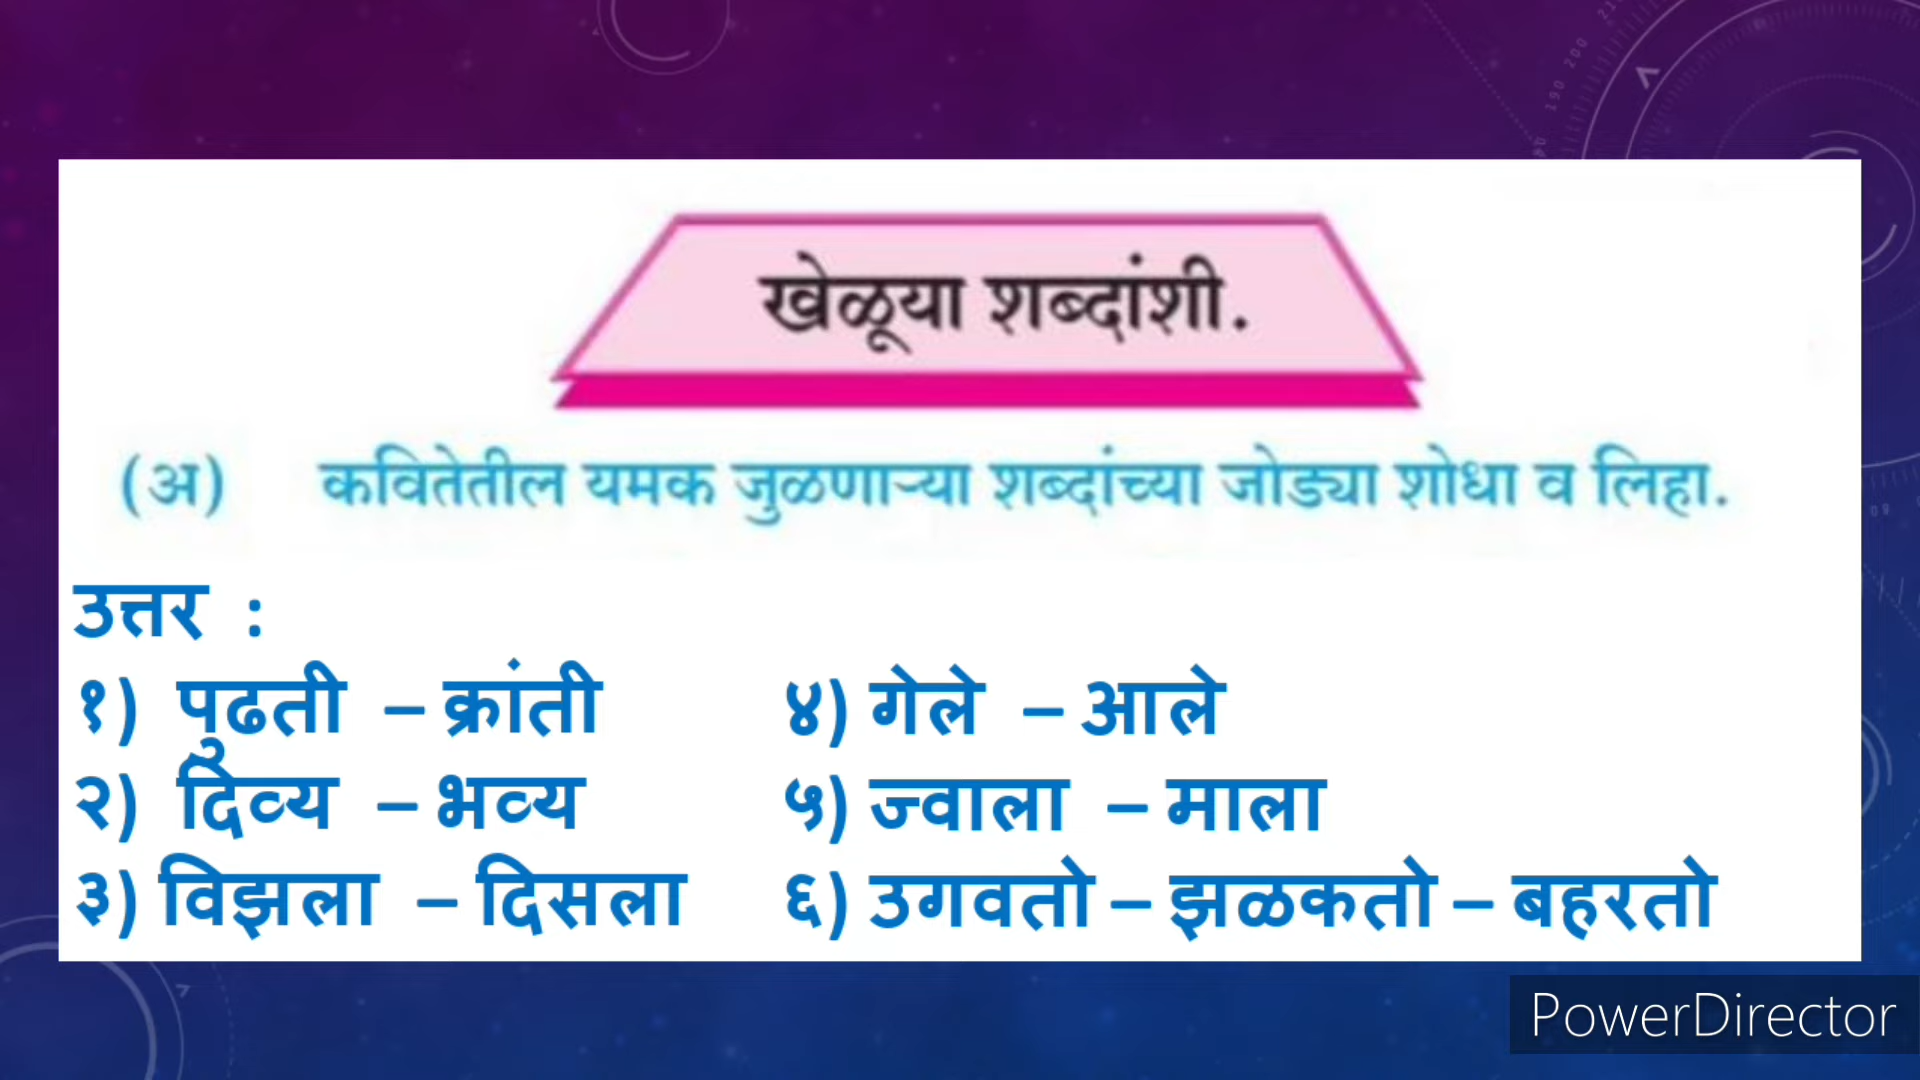 खेळूया शब्दांशी.
(अ) कवितेतील यमक जुळणाऱ्या शब्दांच्या जोड्या शोधा व लिहा.
उत्तर :
१) पुढती – क्रांती
२) दिव्य – भव्य
३) विझला – दिसला
४) गेले – आले
५) ज्वाला – माला
६) उगवतो – झळकतो – बहरतो
PowerDirector